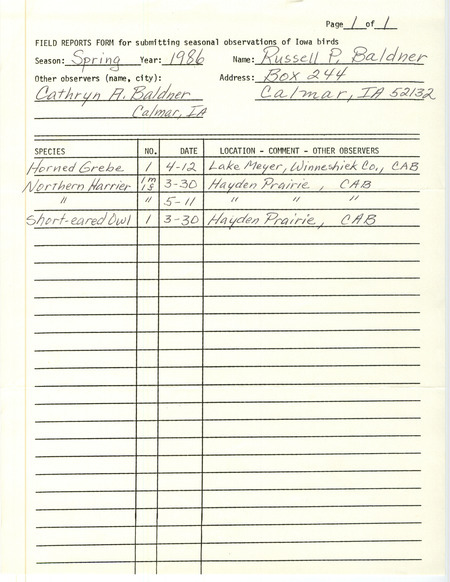 Page 1 of 1
FIELD REPORTS FORM for submitting seasonal observations of Iowa birds
Season: Spring Year: 1986 Name: Russell P. Baldner
Other observers (name, city): Address: Box 244
Cathryn A. Baldner Calmar, IA 52132
Calmar, IA
SPECIES NO. DATE LOCATION - COMMENT - OTHER OBSERVERS
Horned Grebe 1 4-12 Lake Meyer, Winneshiek Co., CAB
Northern Harrier 1m 1s 3-30 Hayden Prairie, CAB
" " 5-11 " " "
Short-eared Owl 1 3-30 Hayden Prairie, CAB